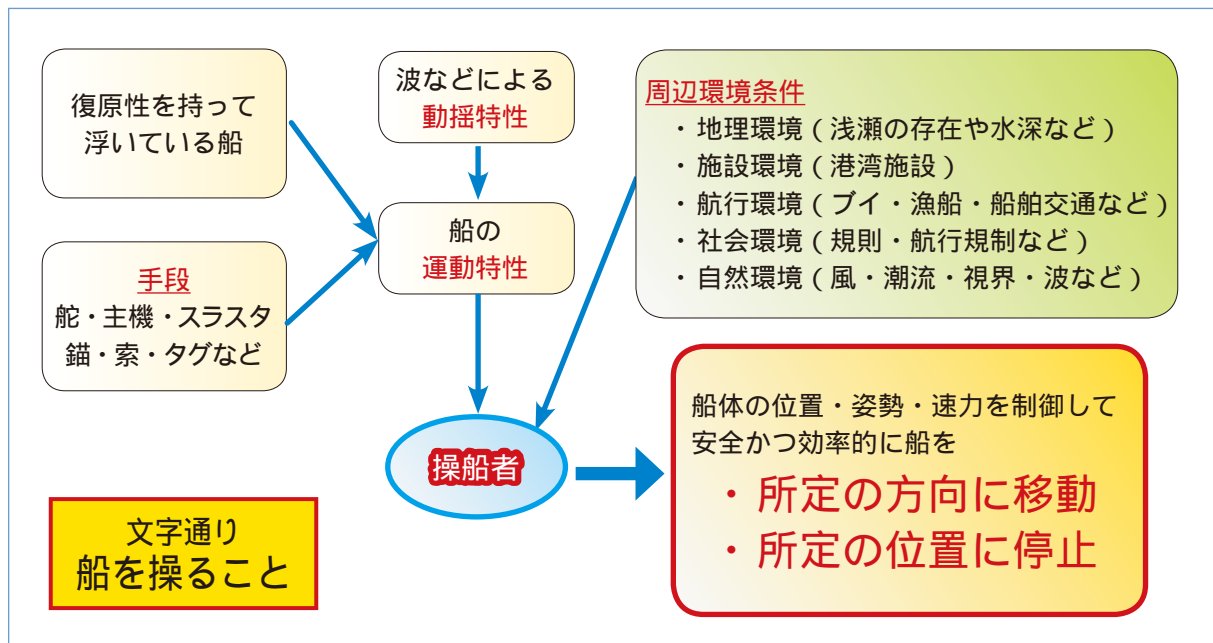 復原性を持って
浮いている船
波などによる
動揺特性
周辺環境条件
・地理環境（浅瀬の存在や水深など）
・施設環境（港湾施設）
・航行環境（ブイ・漁船・船舶交通など）
・社会環境（規則・航行規制など）
・自然環境（風・潮流・視界・波など）
船の
運動特性
手段
舵・主機・スラスタ
錨・索・タグなど
操船者
船体の位置・姿勢・速力を制御して
安全かつ効率的に船を
・所定の方向に移動
・所定の位置に停止
文字通り
船を操ること